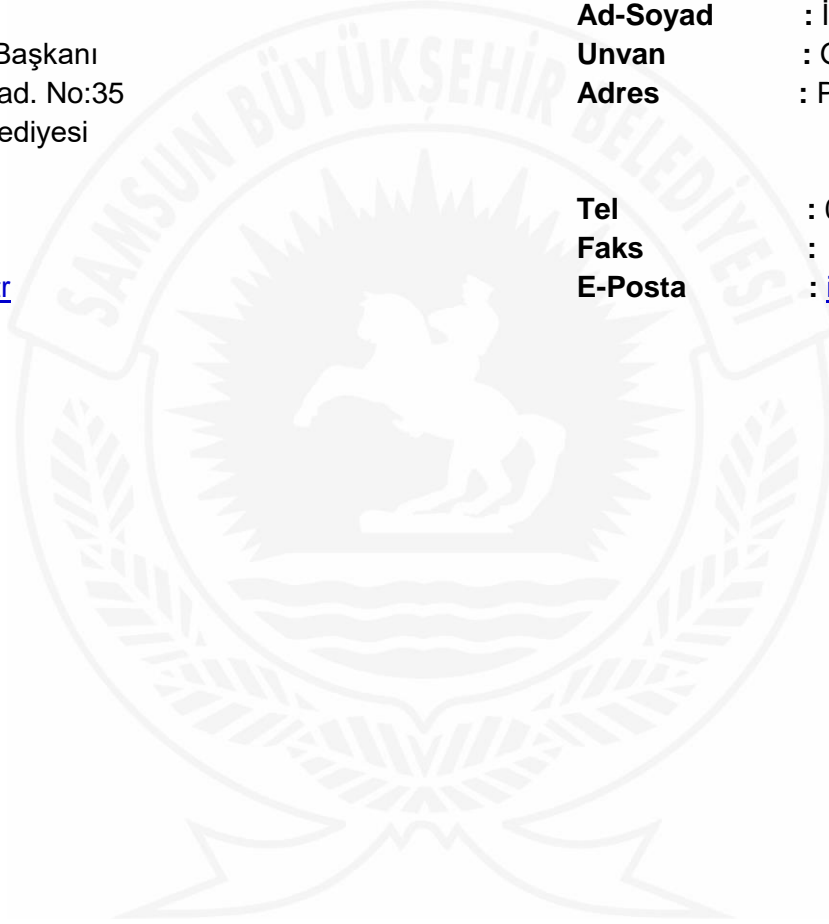 Başkanı
ad. No:35
ediyesi
r
Ad-Soyad : İ
Unvan :
Adres :
Tel :
Faks :
E-Posta : i
SAMSUN BÜYÜKŞEHİR BELEDİYESİ